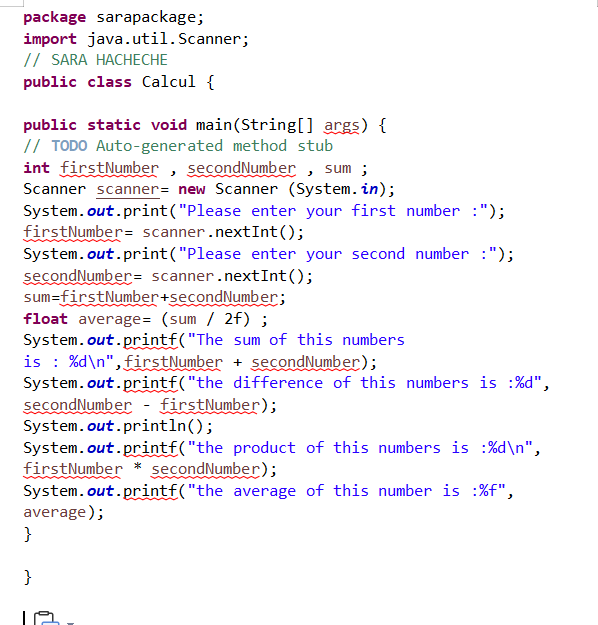 package sarapackage;
import java.util.Scanner;
// SARA HACHECHE
public class Calcul {
public static void main(String[] args) {
// TODO Auto-generated method stub
int firstNumber , secondNumber , sum ;
Scanner scanner= new Scanner (System.in);
System.out.print("Please enter your first number :");
firstNumber= scanner.nextInt();
System.out.print("Please enter your second number :");
secondNumber= scanner.nextInt();
sum=firstNumber+secondNumber;
float average= (sum / 2f) ;
System.out.printf("The sum of this numbers
is : %d\n",firstNumber + secondNumber);
System.out.printf("the difference of this numbers is :%d",
secondNumber - firstNumber);
System.out.println();
System.out.printf("the product of this numbers is :%d\n",
firstNumber * secondNumber);
System.out.printf("the average of this number is :%f",
average);
}
}